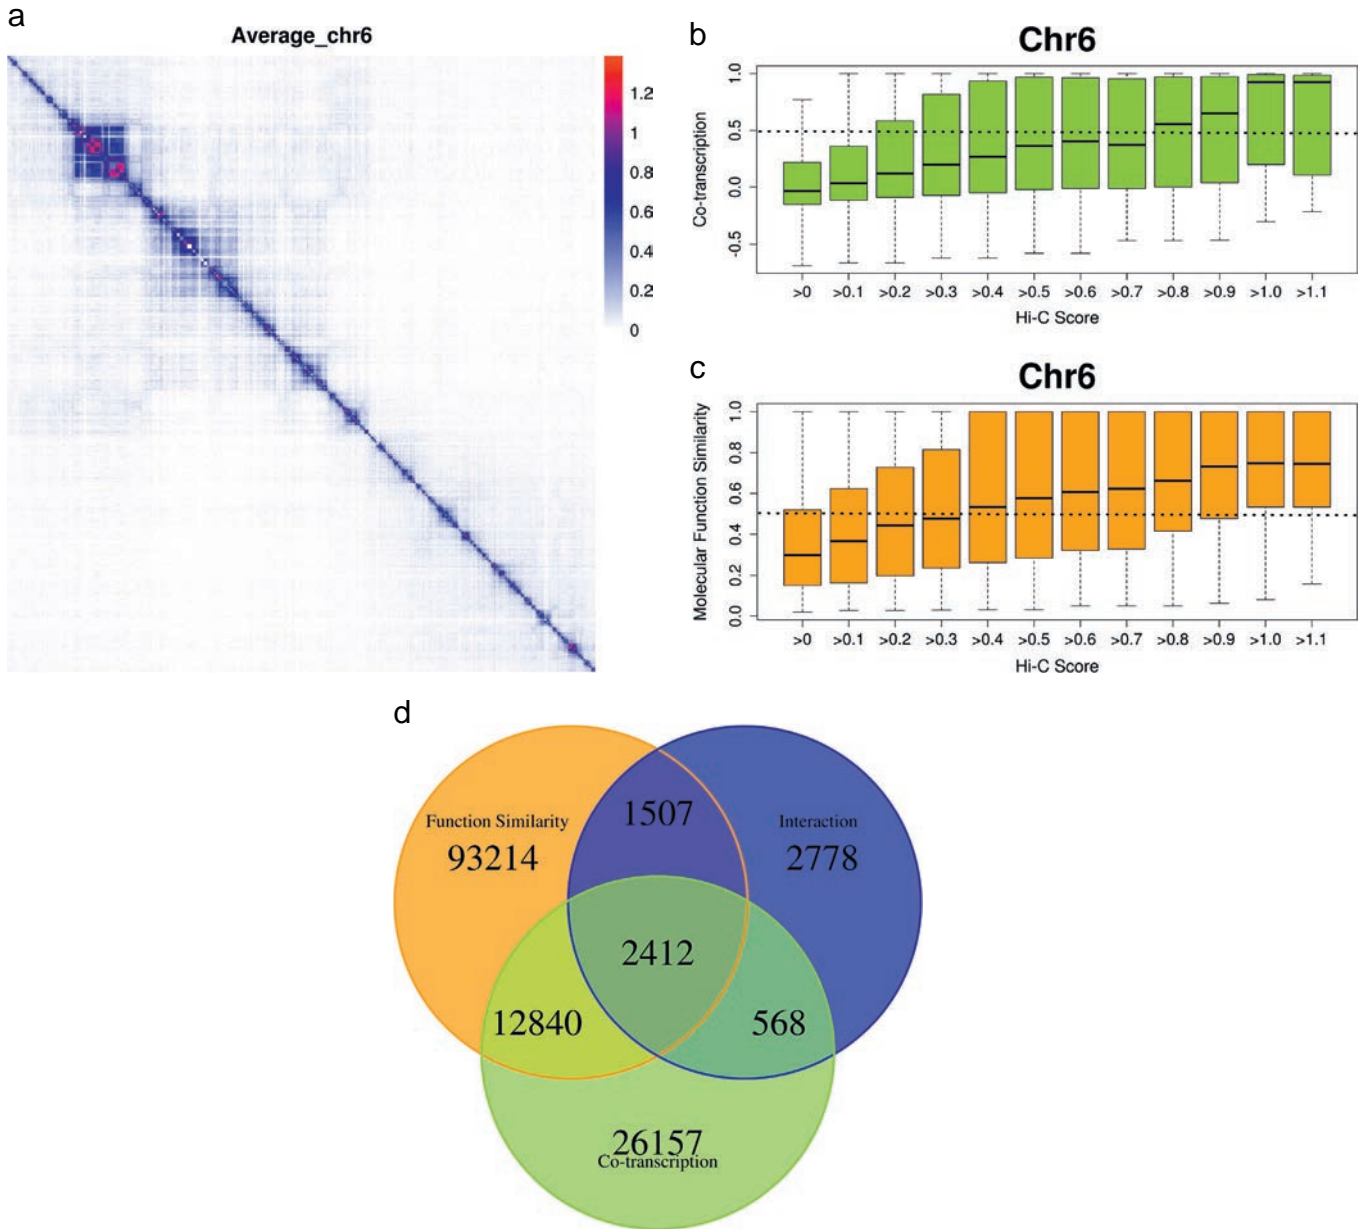 a
Average_chr6
1.2
1
0.8
0.6
0.4
0.2
0
b
Chr6
Co-transcription
1.0
0.5
0.0
-0.5
>0 >0.1 >0.2 >0.3 >0.4 >0.5 >0.6 >0.7 >0.8 >0.9 >1.0 >1.1
Hi-C Score
c
Chr6
Molecular Function Similarity
1.0
0.8
0.6
0.4
0.2
0.0
>0 >0.1 >0.2 >0.3 >0.4 >0.5 >0.6 >0.7 >0.8 >0.9 >1.0 >1.1
Hi-C Score
d
Function Similarity
93214
1507
Interaction
2778
2412
12840
568
26157
Co-transcription